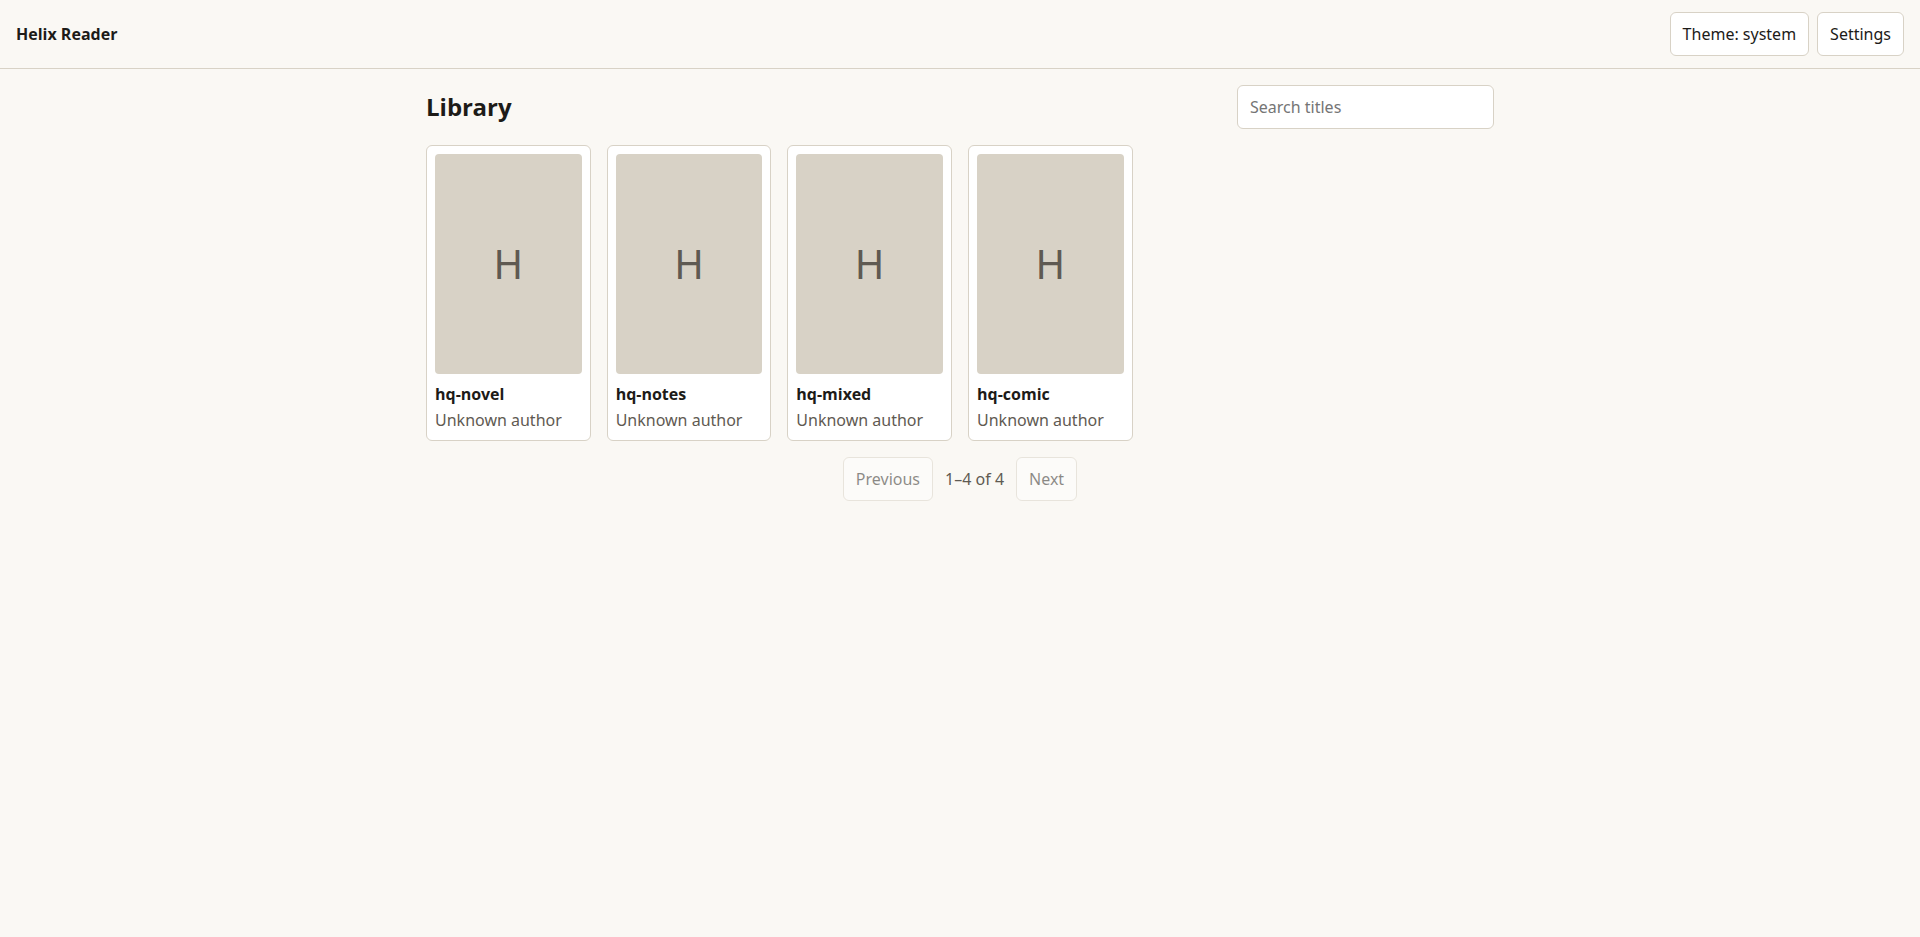 Helix Reader
Theme: system
Settings
Library
Search titles
H
H
H
H
hq-novel
Unknown author
hq-notes
Unknown author
hq-mixed
Unknown author
hq-comic
Unknown author
Previous
1–4 of 4
Next